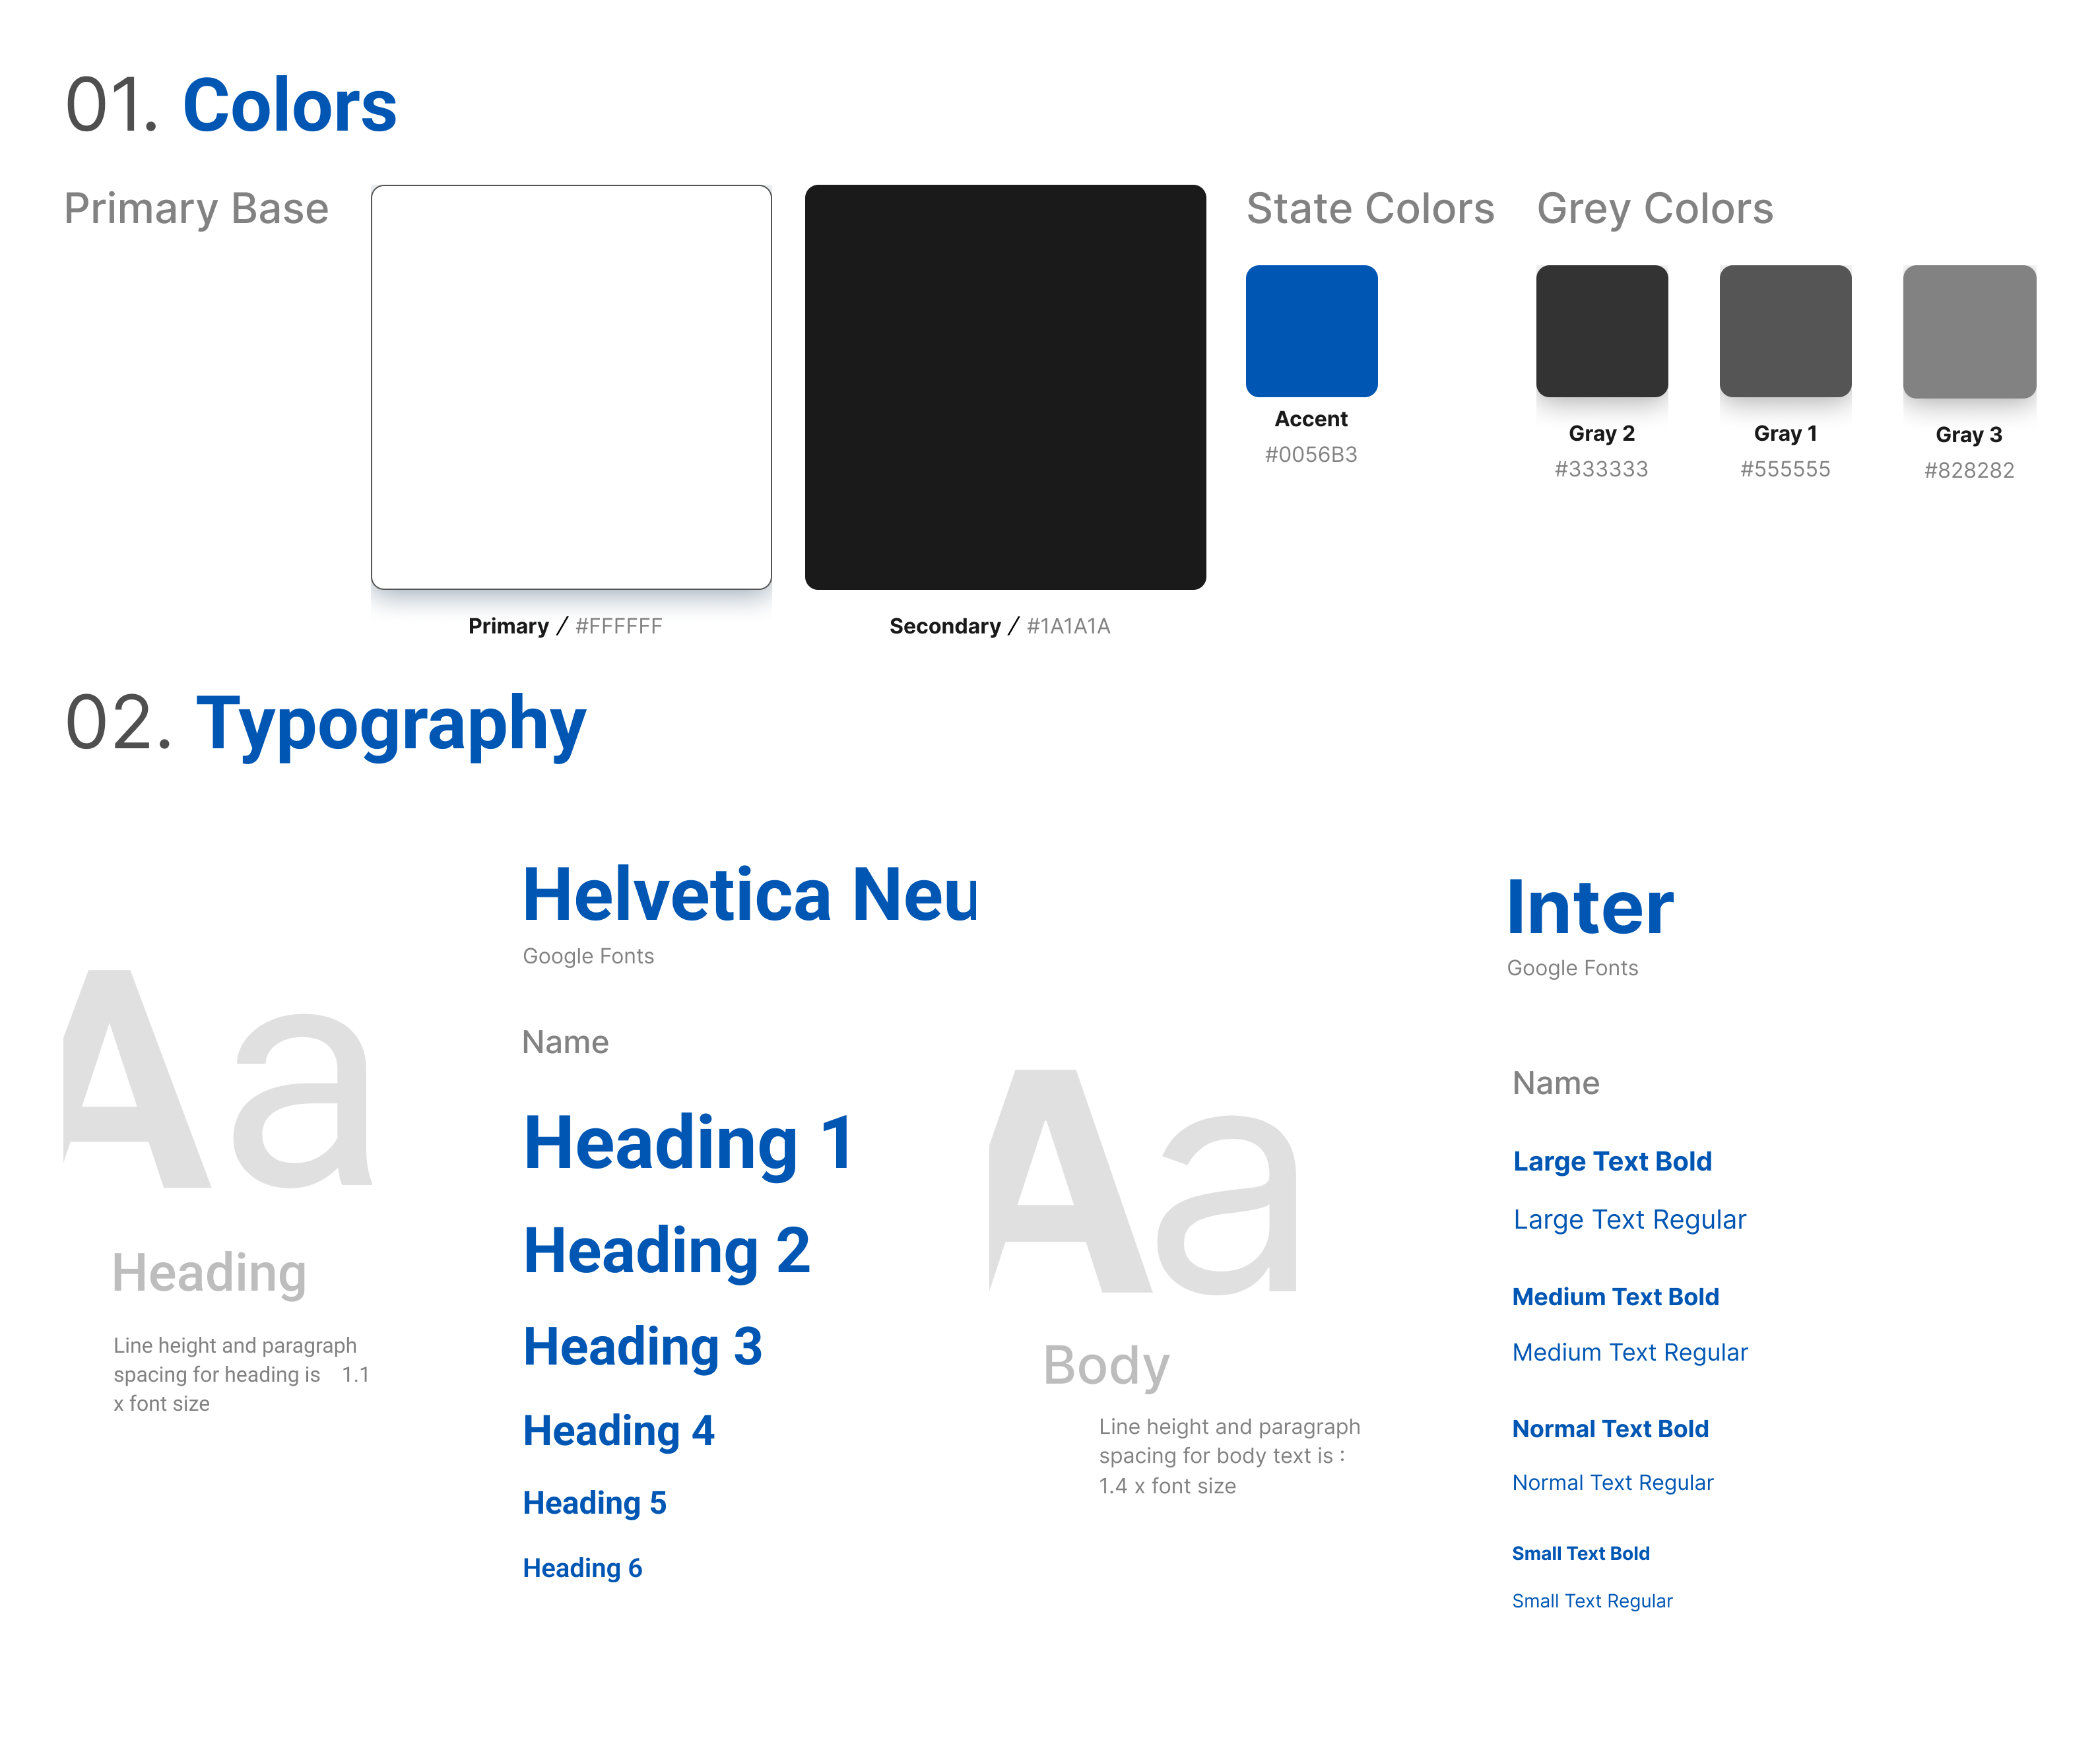 01. Colors
Primary Base
Primary / #FFFFFF
Secondary / #1A1A1A
State Colors
Accent
#0056B3
Grey Colors
Gray 2
#333333
Gray 1
#555555
Gray 3
#828282
02. Typography
Aa
Heading
Line height and paragraph
spacing for heading is 1.1
x font size
Helvetica Neu
Google Fonts
Name
Heading 1
Heading 2
Heading 3
Heading 4
Heading 5
Heading 6
Aa
Body
Line height and paragraph
spacing for body text is :
1.4 x font size
Inter
Google Fonts
Name
Large Text Bold
Large Text Regular
Medium Text Bold
Medium Text Regular
Normal Text Bold
Normal Text Regular
Small Text Bold
Small Text Regular